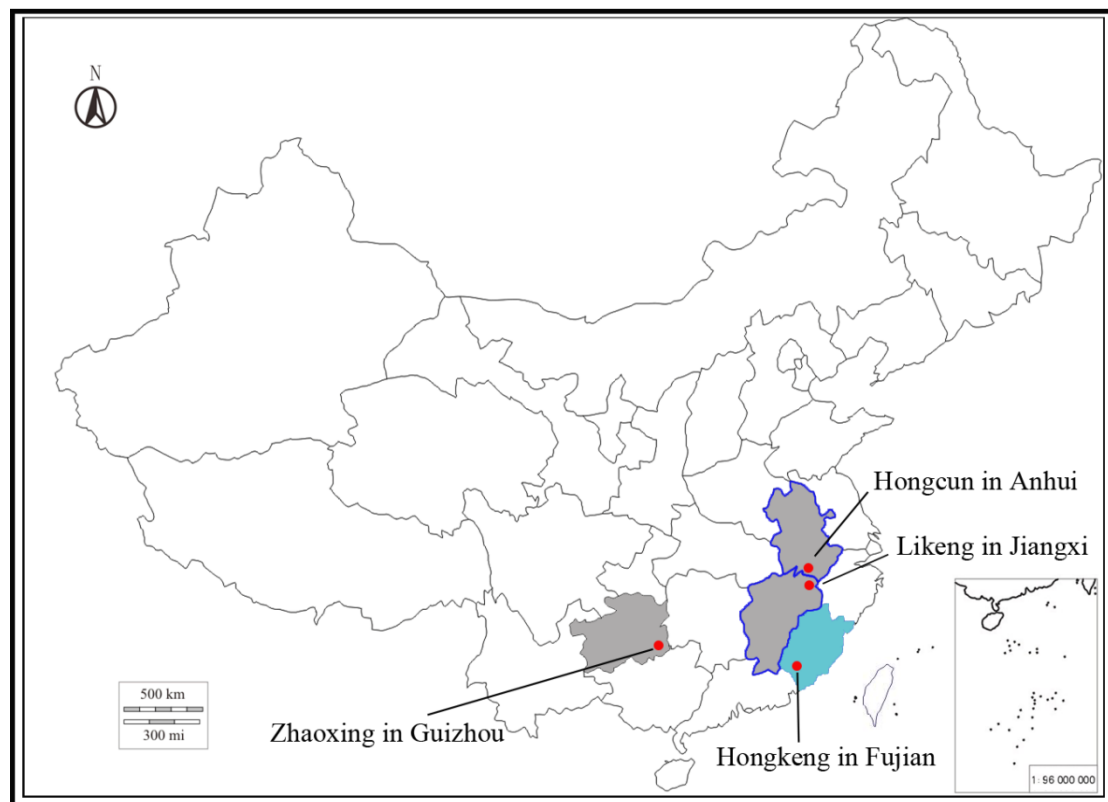 N
Hongcun in Anhui
Likeng in Jiangxi
500 km
300 mi
Zhaoxing in Guizhou
Hongkeng in Fujian
1: 96 000 000